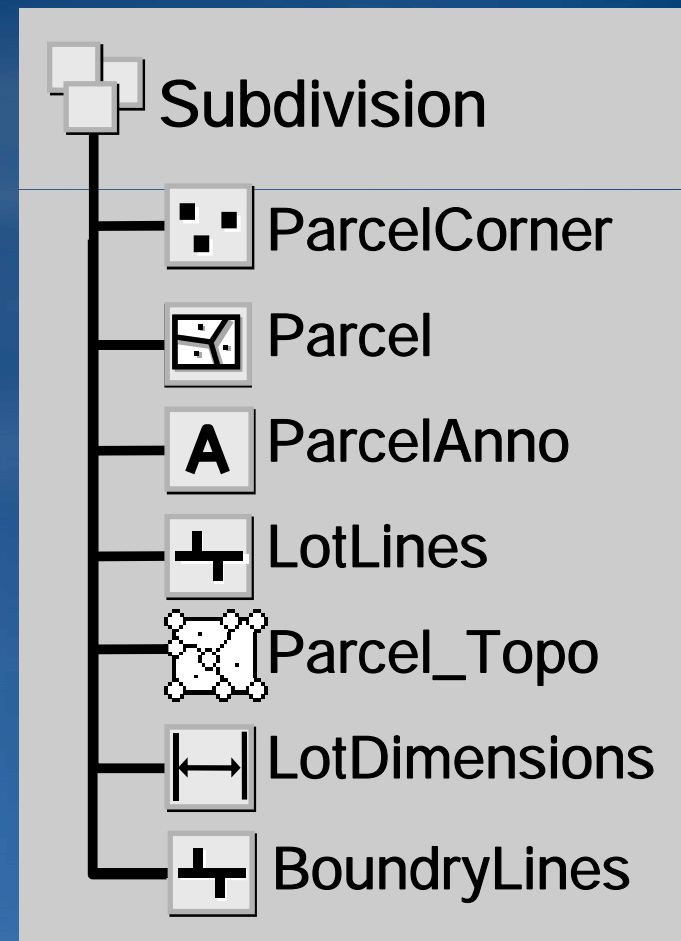 Subdivision
ParcelCorner
Parcel
A ParcelAnno
LotLines
Parcel_Topo
LotDimensions
BoundryLines